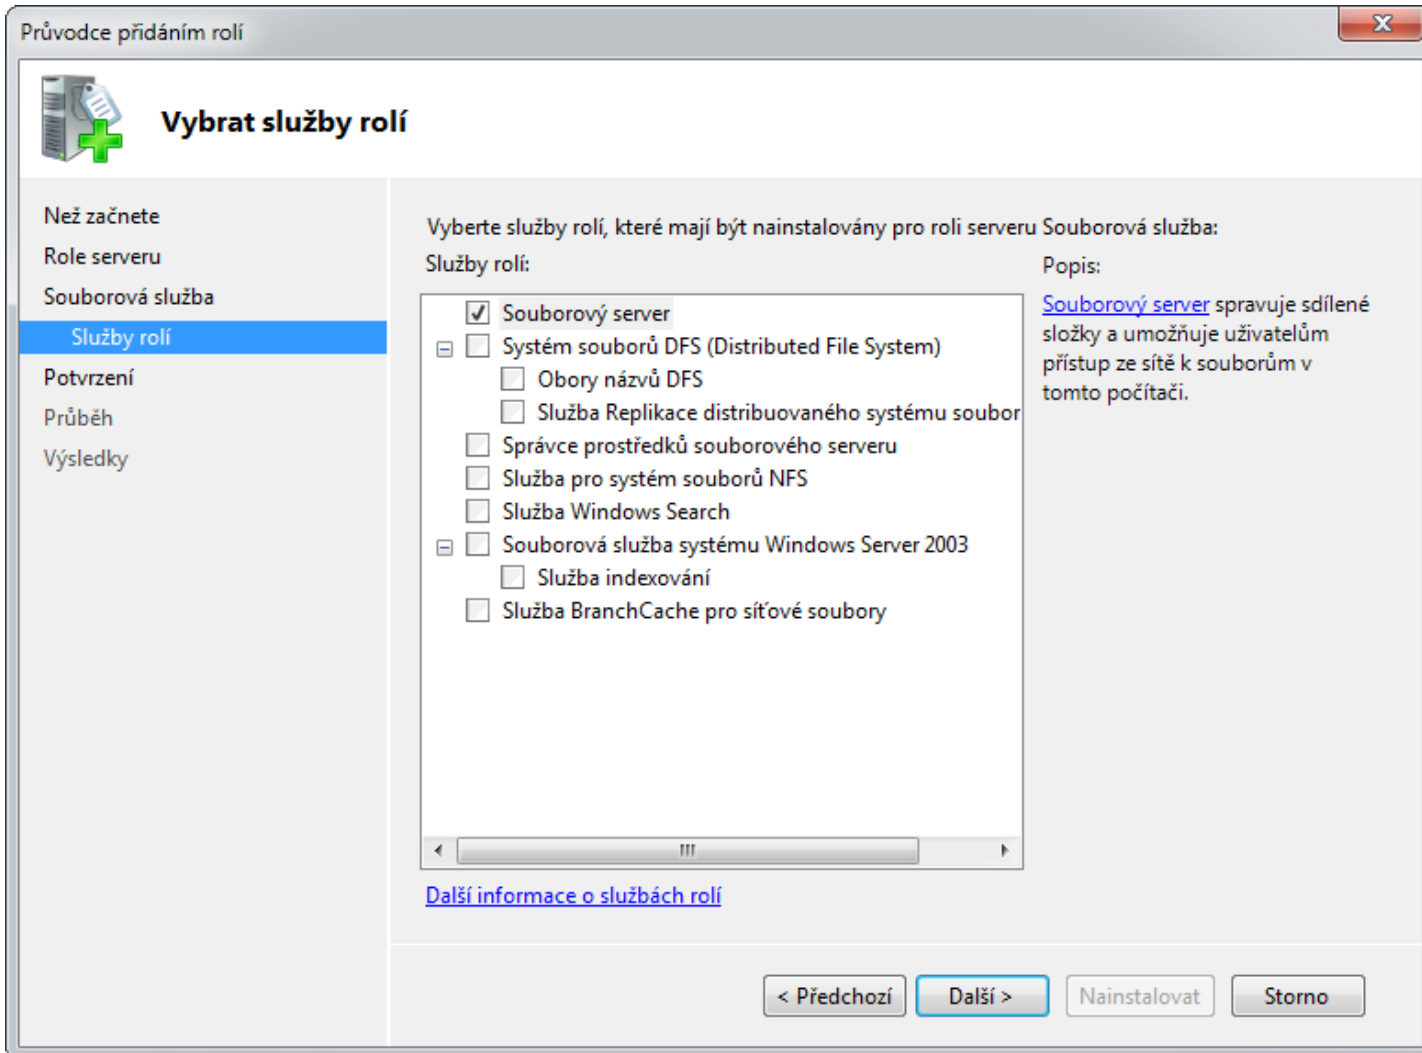 Průvodce přidáním rolí
Vybrat služby rolí
Než začnete
Role serveru
Souborová služba
Služby rolí
Potvrzení
Průběh
Výsledky
Vyberte služby rolí, které mají být nainstalovány pro roli serveru Souborová služba:
Služby rolí:
Souborový server
Systém souborů DFS (Distributed File System)
Obory názvů DFS
Služba Replikace distribuovaného systému soubor
Správce prostředků souborového serveru
Služba pro systém souborů NFS
Služba Windows Search
Souborová služba systému Windows Server 2003
Služba indexování
Služba BranchCache pro síťové soubory
Další informace o službách rolí
Popis:
Souborový server spravuje sdílené
složky a umožňuje uživatelům
přístup ze sítě k souborům v
tomto počítači.
< Předchozí
Další >
Nainstalovat
Storno